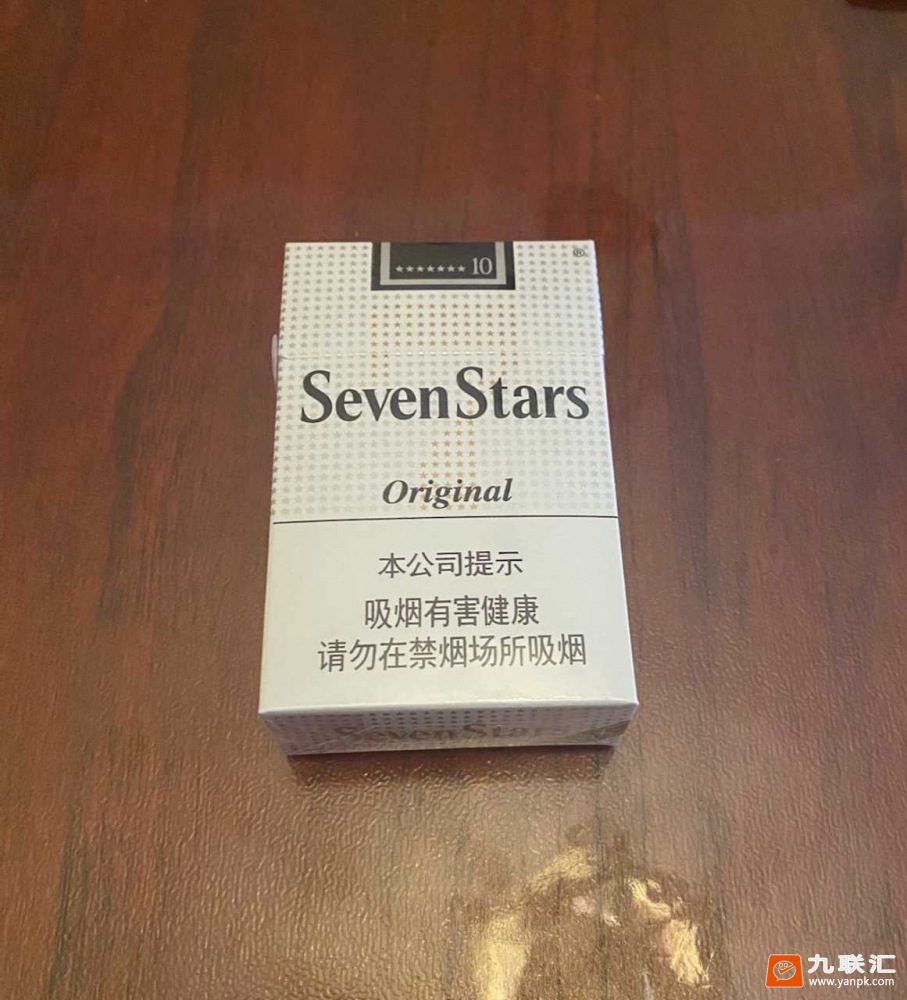 ★★★★★★★ 10
®
Seven Stars
Original
本公司提示
吸烟有害健康
请勿在禁烟场所吸烟
Seven Stars
九联汇
www.yanpk.com